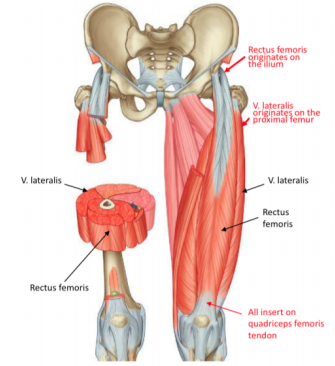 Rectus femoris
originates on
the ilium
V. lateralis
originates on the
proximal femur
V. lateralis
V. lateralis
Rectus
femoris
Rectus femoris
All insert on
quadriceps femoris
tendon